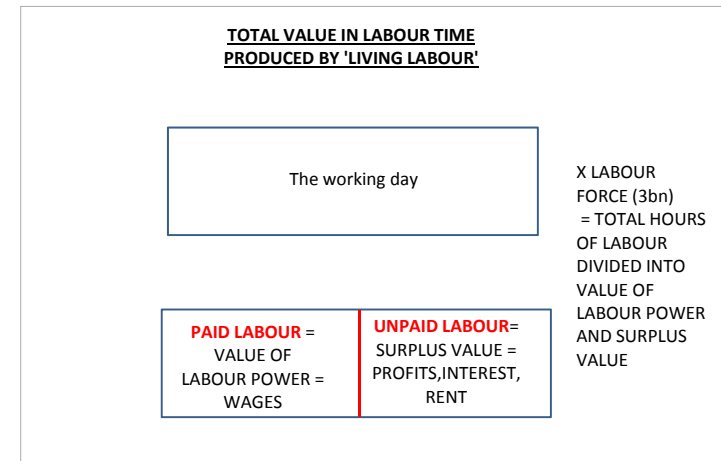 TOTAL VALUE IN LABOUR TIME
PRODUCED BY 'LIVING LABOUR'
The working day
X LABOUR
FORCE (3bn)
= TOTAL HOURS
OF LABOUR
DIVIDED INTO
VALUE OF
LABOUR POWER
AND SURPLUS
VALUE
PAID LABOUR =
VALUE OF
LABOUR POWER =
WAGES
UNPAID LABOUR=
SURPLUS VALUE =
PROFITS,INTEREST,
RENT